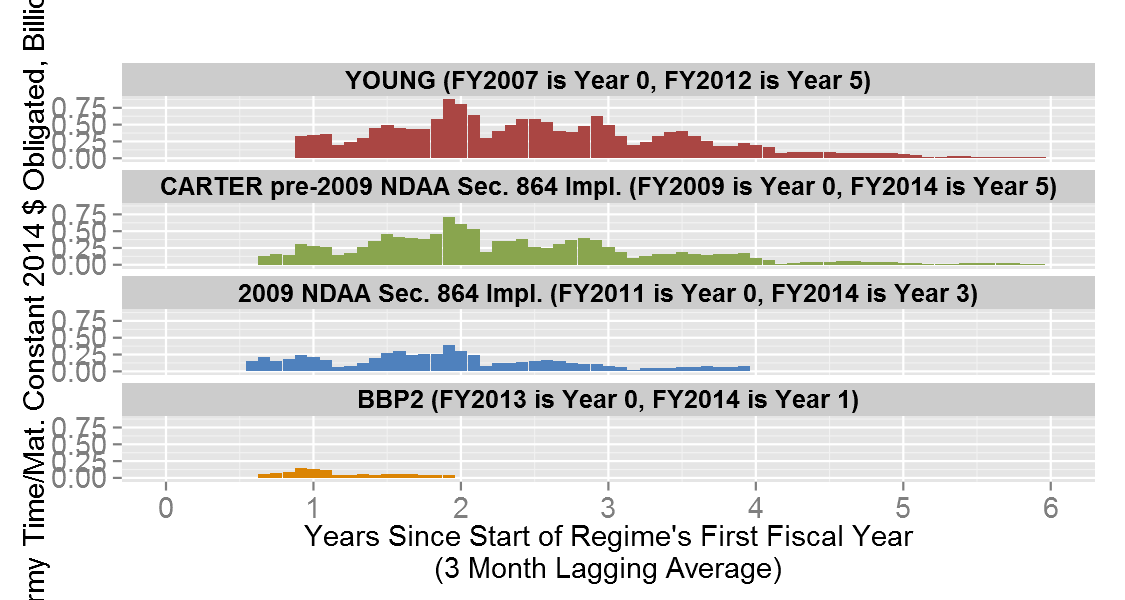 YOUNG (FY2007 is Year 0, FY2012 is Year 5)
0.75
0.50
0.25
0.00
CARTER pre-2009 NDAA Sec. 864 Impl. (FY2009 is Year 0, FY2014 is Year 5)
0.75
0.50
0.25
0.00
2009 NDAA Sec. 864 Impl. (FY2011 is Year 0, FY2014 is Year 3)
0.75
0.50
0.25
0.00
BBP2 (FY2013 is Year 0, FY2014 is Year 1)
0.75
0.50
0.25
0.00
rmy Time/Mat. Constant 2014 $ Obligated, Billio
0 1 2 3 4 5 6
Years Since Start of Regime's First Fiscal Year
(3 Month Lagging Average)